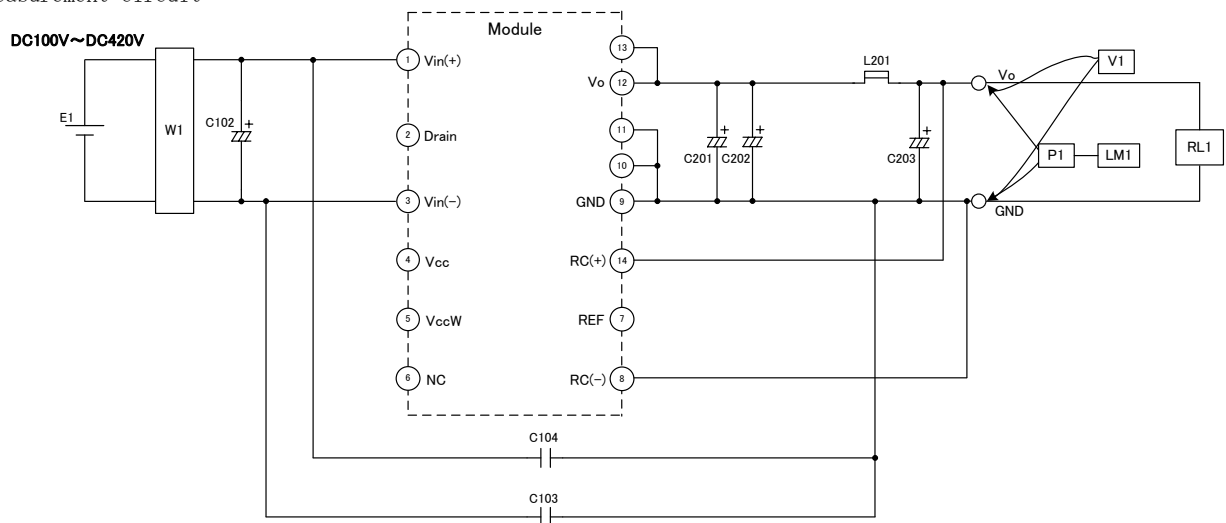 Measurement Circuit
Module
DC100V～DC420V
E1
W1
C102
+
1 Vin(+)
2 Drain
3 Vin(-)
4 Vcc
5 VccW
6 NC
13
Vo 12
11
10
GND 9
RC(+) 14
REF 7
RC(-) 8
C201
+
C202
+
L201
C203
+
Vo
GND
V1
P1
LM1
RL1
C104
C103